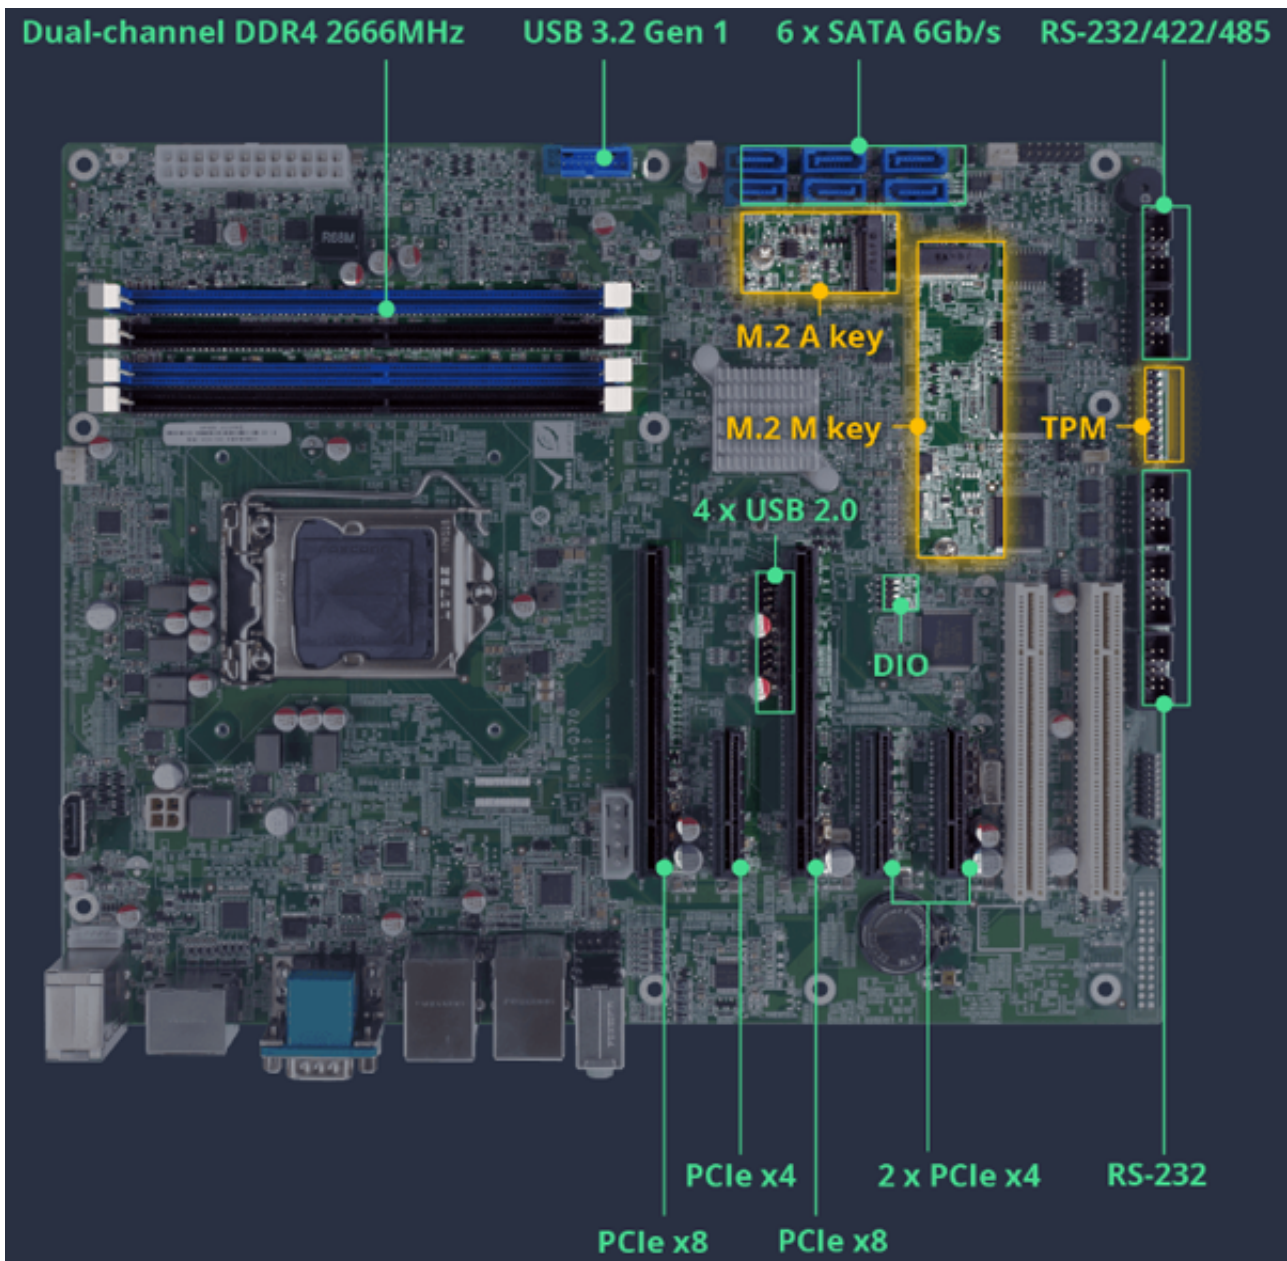 Dual-channel DDR4 2666MHz
USB 3.2 Gen 1
6 x SATA 6Gb/s
RS-232/422/485
R68M
M.2 A key
M.2 M key
TPM
4 x USB 2.0
DIO
PCIe x4
2 x PCIe x4
RS-232
PCIe x8
PCIe x8